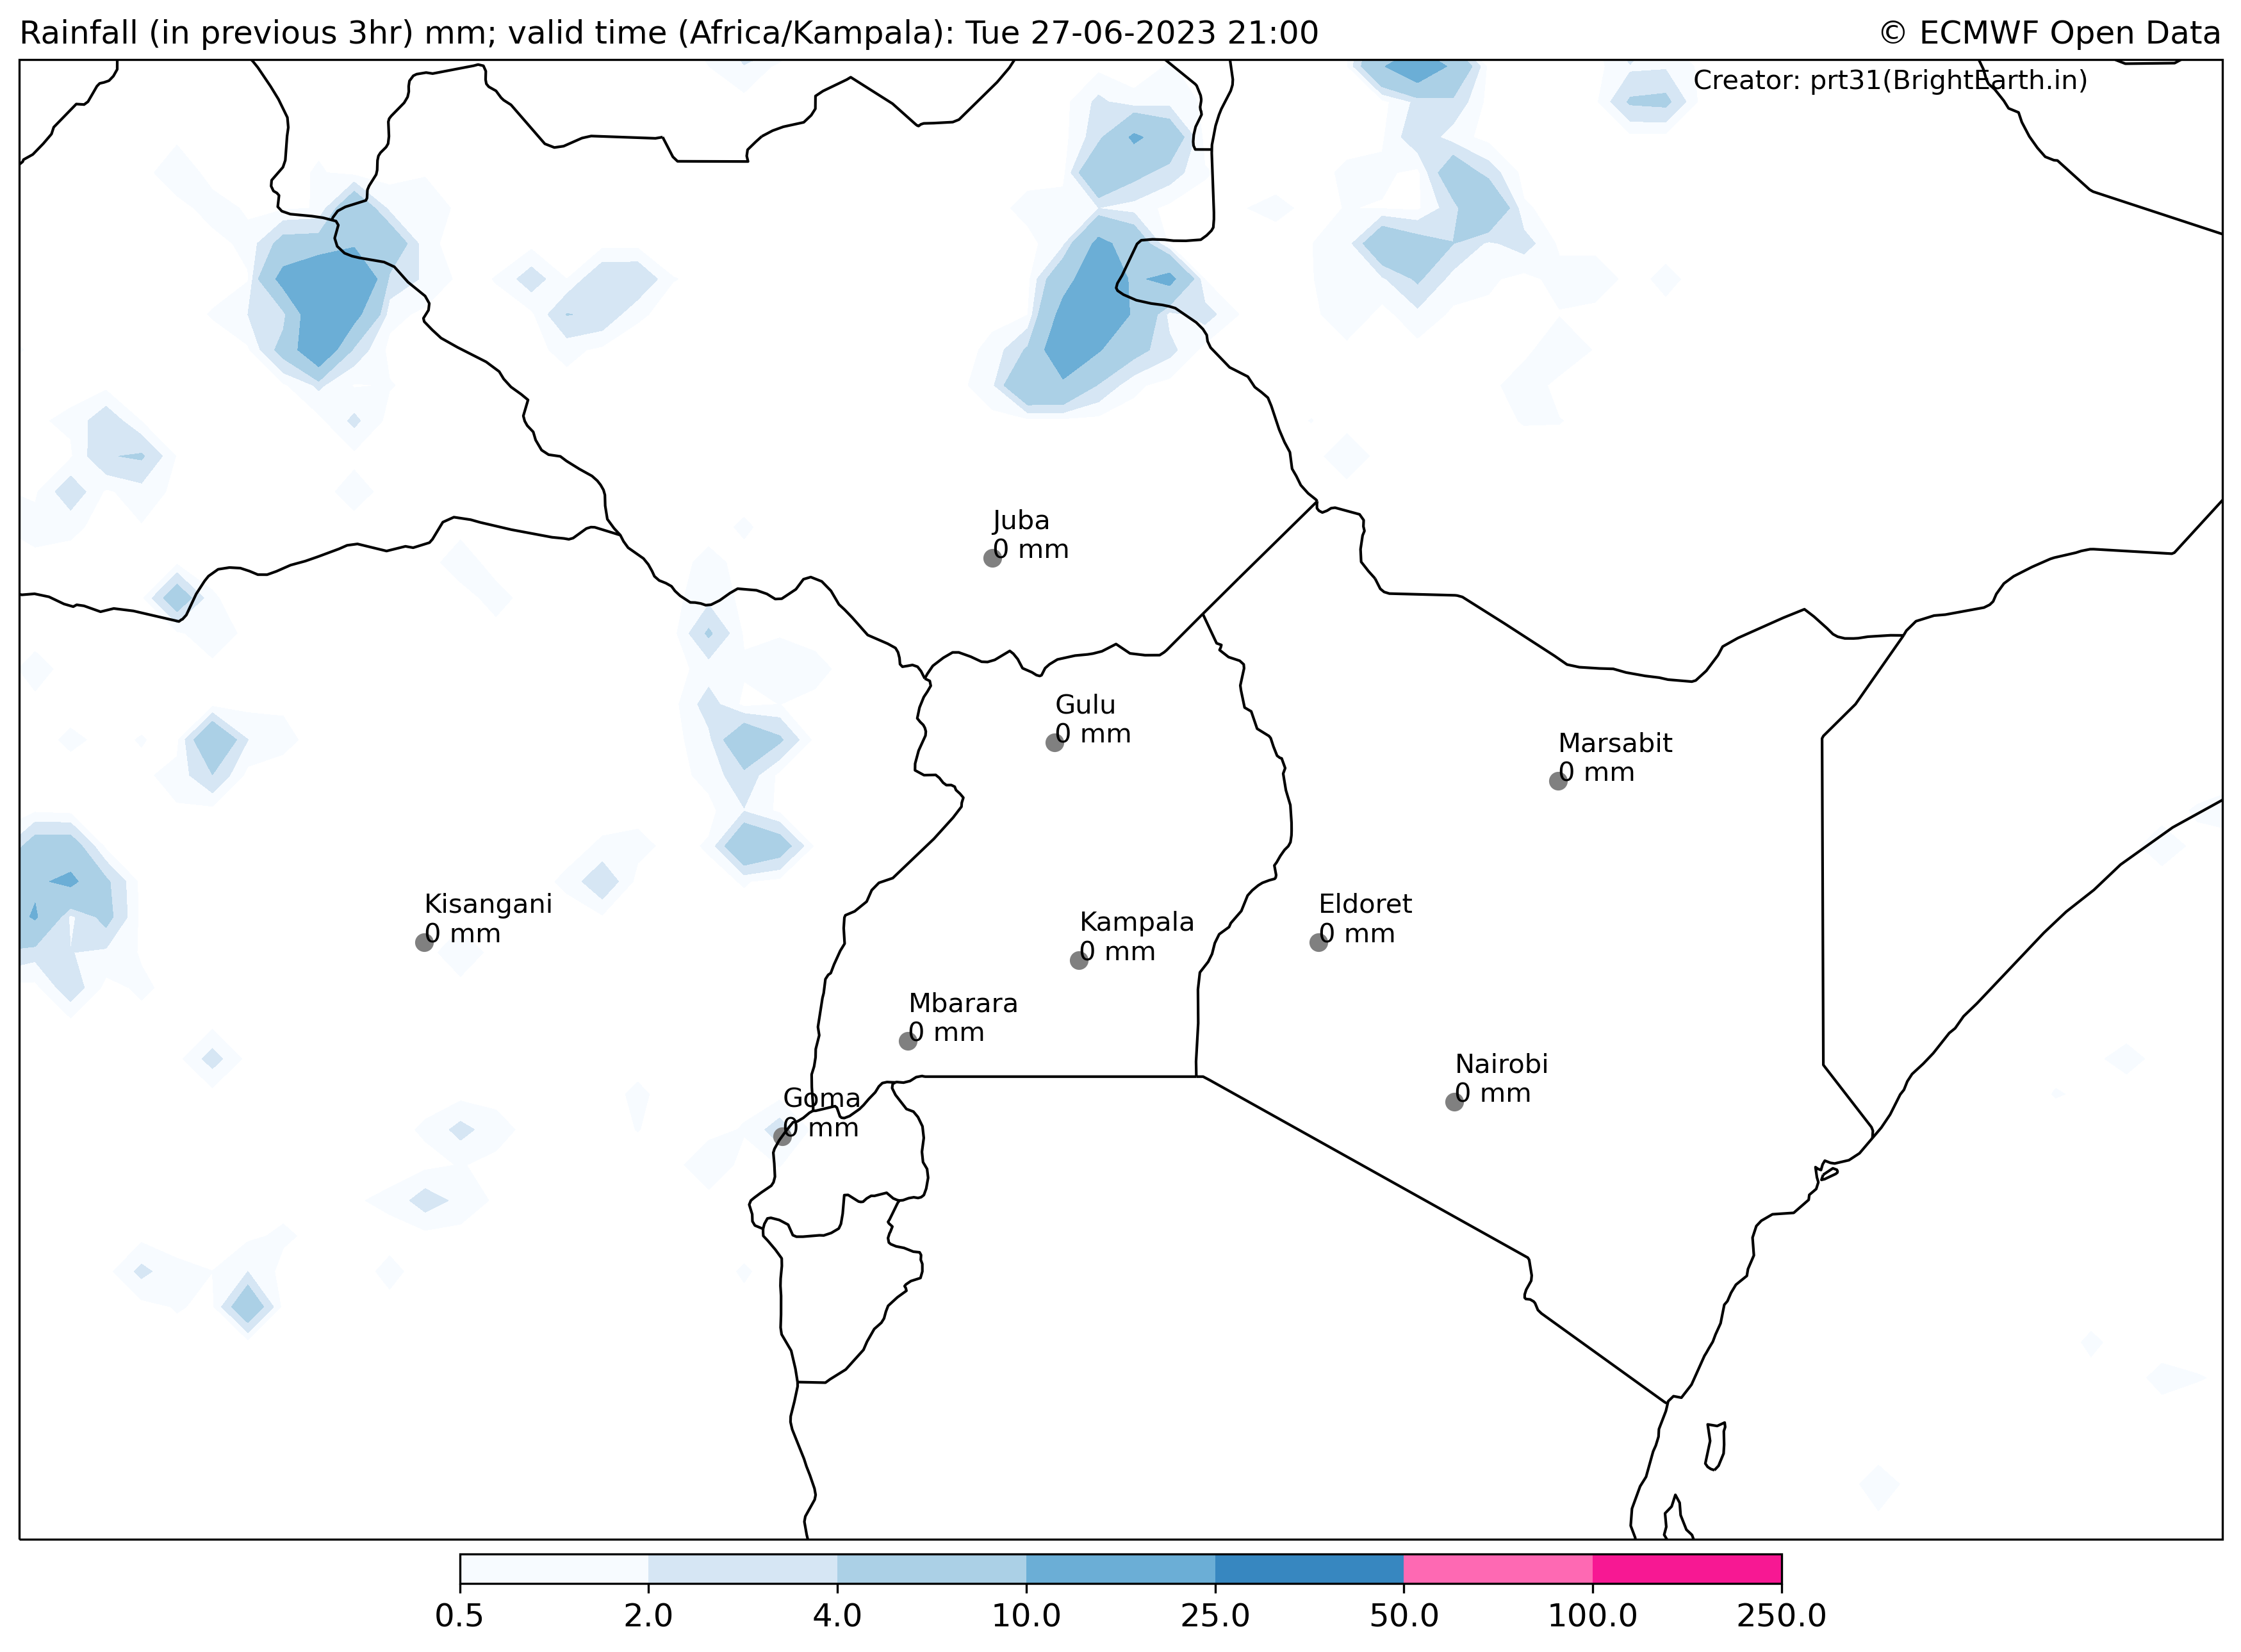 Rainfall (in previous 3hr) mm; valid time (Africa/Kampala): Tue 27-06-2023 21:00
© ECMWF Open Data
Creator: prt31(BrightEarth.in)
Juba
0 mm
Gulu
0 mm
Marsabit
0 mm
Kisangani
0 mm
Kampala
0 mm
Eldoret
0 mm
Mbarara
0 mm
Nairobi
0 mm
Goma
0 mm
0.5 2.0 4.0 10.0 25.0 50.0 100.0 250.0